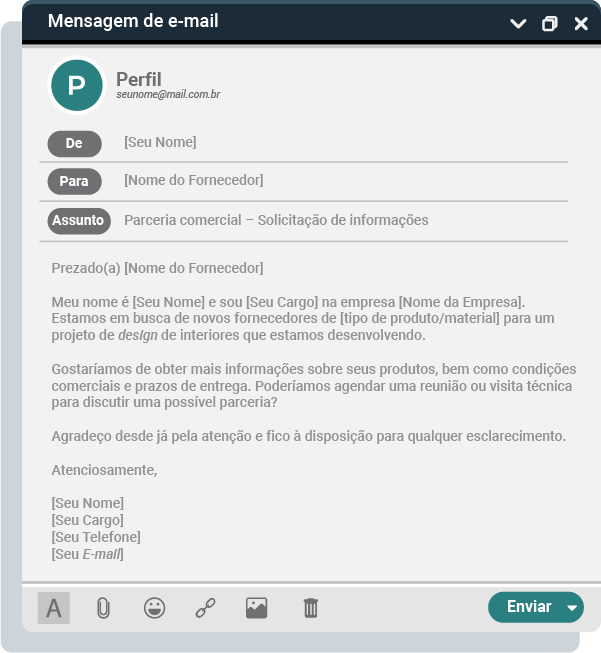 Mensagem de e-mail
P
Perfil
seunome@mail.com.br
De
[Seu Nome]
Para
[Nome do Fornecedor]
Assunto
Parceria comercial – Solicitação de informações
Prezado(a) [Nome do Fornecedor]
Meu nome é [Seu Nome] e sou [Seu Cargo] na empresa [Nome da Empresa].
Estamos em busca de novos fornecedores de [tipo de produto/material] para um
projeto de design de interiores que estamos desenvolvendo.
Gostaríamos de obter mais informações sobre seus produtos, bem como condições
comerciais e prazos de entrega. Poderíamos agendar uma reunião ou visita técnica
para discutir uma possível parceria?
Agradeço desde já pela atenção e fico à disposição para qualquer esclarecimento.
Atenciosamente,
[Seu Nome]
[Seu Cargo]
[Seu Telefone]
[Seu E-mail]
A
Enviar